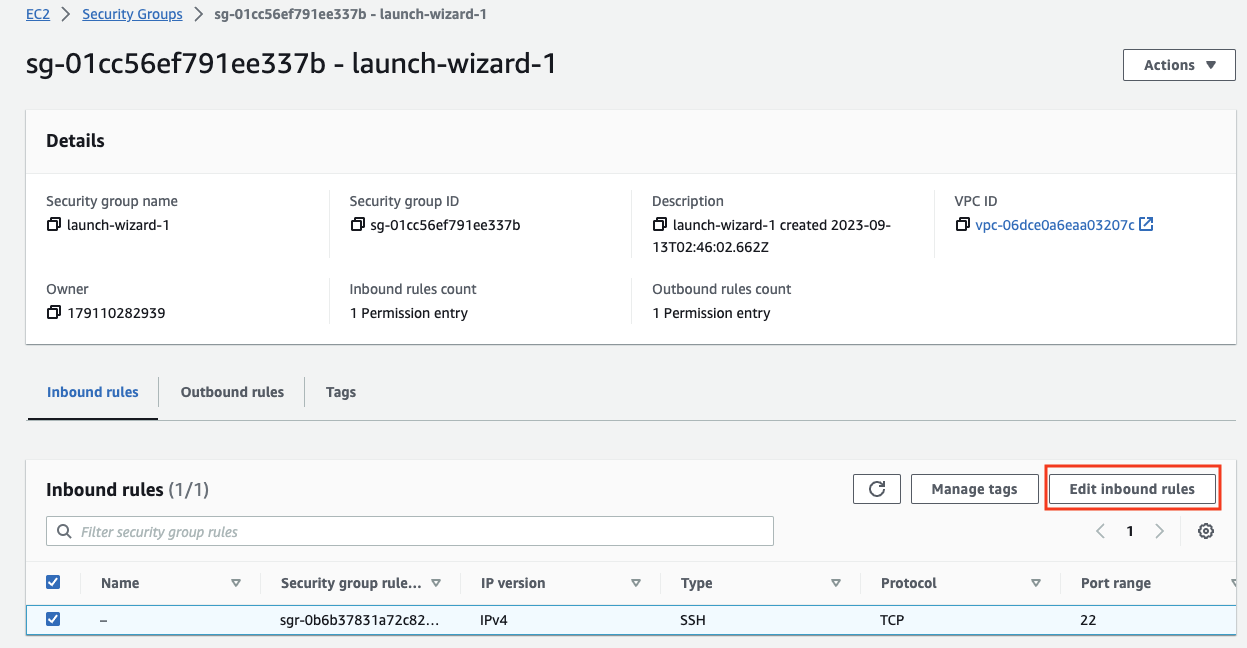 EC2 > Security Groups > sg-01cc56ef791ee337b - launch-wizard-1
sg-01cc56ef791ee337b - launch-wizard-1
Actions
Details
Security group name
launch-wizard-1
Security group ID
sg-01cc56ef791ee337b
Description
launch-wizard-1 created 2023-09-
13T02:46:02.662Z
VPC ID
vpc-06dce0a6eaa03207c
Owner
179110282939
Inbound rules count
1 Permission entry
Outbound rules count
1 Permission entry
Inbound rules Outbound rules Tags
Inbound rules (1/1)
Manage tags
Edit inbound rules
Filter security group rules
1
Name Security group rule... IP version Type Protocol Port range
– sgr-0b6b37831a72c82... IPv4 SSH TCP 22